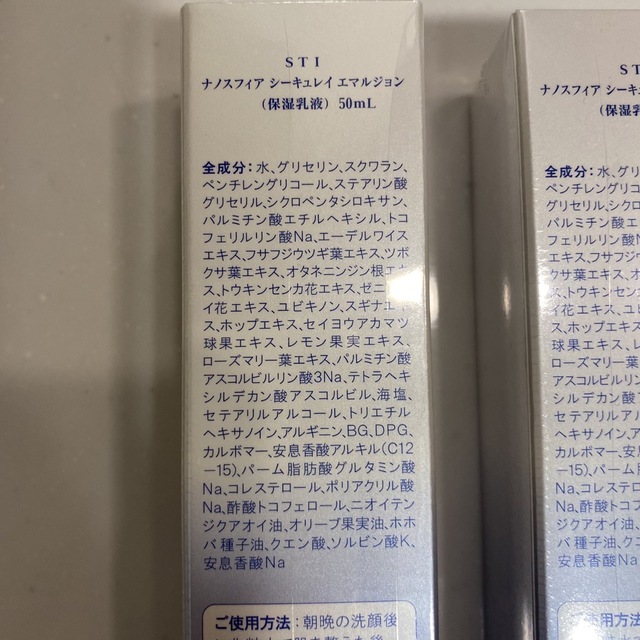 STI
ナノスフィア シーキュレイ エマルジョン
（保湿乳液） 50mL
全成分：水、グリセリン、スクワラン、
ペンチレングリコール、ステアリン酸
グリセリル、シクロペンタシロキサン、
パルミチン酸エチルヘキシル、トコ
フェリルリン酸Na、エーデルワイス
エキス、フサフジウツギ葉エキス、ツボ
クサ葉エキス、オタネニンジン根エキ
ス、トウキンセンカ花エキス、ゼニアオ
イ花エキス、ユビキノン、スギナエキ
ス、ホップエキス、セイヨウアカマツ
球果エキス、レモン果実エキス、
ローズマリー葉エキス、パルミチン酸
アスコルビルリン酸3Na、テトラヘキ
シルデカン酸アスコルビル、海塩、
セテアリルアルコール、トリエチル
ヘキサノイン、アルギニン、BG、DPG、
カルボマー、安息香酸アルキル(C12
－15)、パーム脂肪酸グルタミン酸
Na、コレステロール、ポリアクリル酸
Na、酢酸トコフェロール、ニオイテン
ジクアオイ油、オリーブ果実油、ホホ
バ種子油、クエン酸、ソルビン酸K、
安息香酸Na
ご使用方法：朝晩の洗顔後
ST
ナノスフィア シーキ
（保湿乳
全成分：水、グリ
ペンチレングリコ
グリセリル、シクロ
パルミチン酸エ
フェリルリン酸N
エキス、フサフジウ
クサ葉エキス、オ
ス、トウキンセンカ
イ花エキス、ユ
ス、ホップエキス
球果エキス、レ
ローズマリー葉
アスコルビルリン
シルデカン酸ア
セテアリルアル
ヘキサノイン、ア
カルボマー、安
－15)、パーム脂
Na、コレステロー
Na、酢酸トコフ
ジクアオイ油、オ
バ種子油、クエ
安息香酸Na
ご使用方法